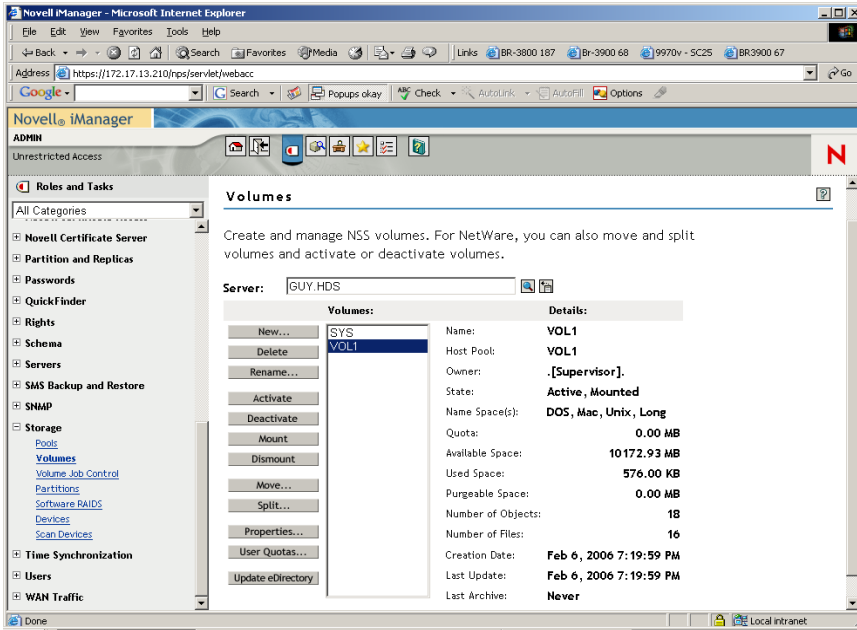 Novell iManager - Microsoft Internet Explorer
File Edit View Favorites Tools Help
Back Search Favorites Media Links BR-3800 187 Br-3900 68 9970v - SC25 BR3900 67
Address https://172.17.13.210/nps/servlet/webacc Go
Google Search Popups okay ABC Check AutoLink AutoFill Options
Novell® iManager
ADMIN
Unrestricted Access
N
Roles and Tasks
All Categories
Novell Certificate Server
Partition and Replicas
Passwords
QuickFinder
Rights
Schema
Servers
SMS Backup and Restore
SNMP
Storage
Pools
Volumes
Volume Job Control
Partitions
Software RAIDS
Devices
Scan Devices
Time Synchronization
Users
WAN Traffic
Volumes
?
Create and manage NSS volumes. For NetWare, you can also move and split
volumes and activate or deactivate volumes.
Server: GUY.HDS
Volumes: Details:
New...
Delete
Rename...
Activate
Deactivate
Mount
Dismount
Move...
Split...
Properties...
User Quotas...
Update eDirectory
SYS
VOL1
Name: VOL1
Host Pool: VOL1
Owner: .[Supervisor].
State: Active, Mounted
Name Space(s): DOS, Mac, Unix, Long
Quota: 0.00 MB
Available Space: 10172.93 MB
Used Space: 576.00 KB
Purgeable Space: 0.00 MB
Number of Objects: 18
Number of Files: 16
Creation Date: Feb 6, 2006 7:19:59 PM
Last Update: Feb 6, 2006 7:19:59 PM
Last Archive: Never
Done Local intranet